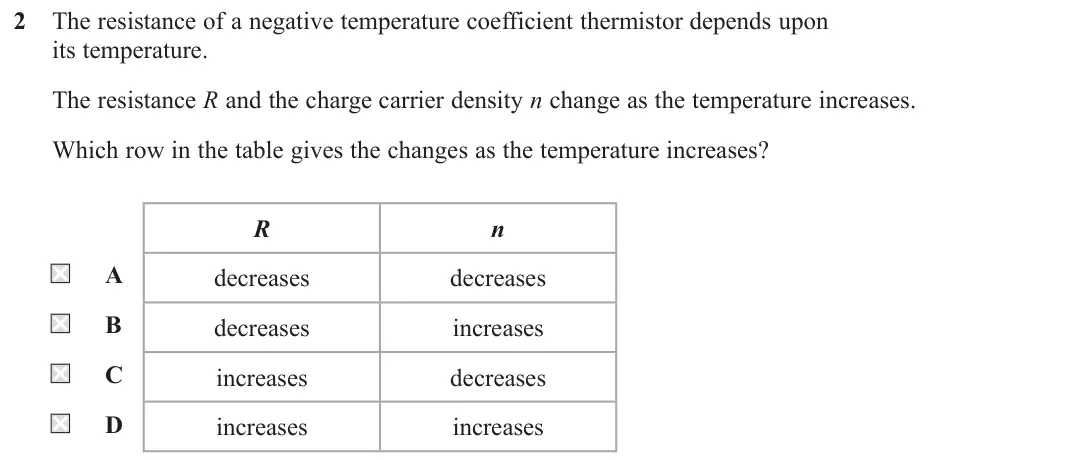 2 The resistance of a negative temperature coefficient thermistor depends upon
its temperature.
The resistance R and the charge carrier density n change as the temperature increases.
Which row in the table gives the changes as the temperature increases?
R n
A decreases decreases
B decreases increases
C increases decreases
D increases increases